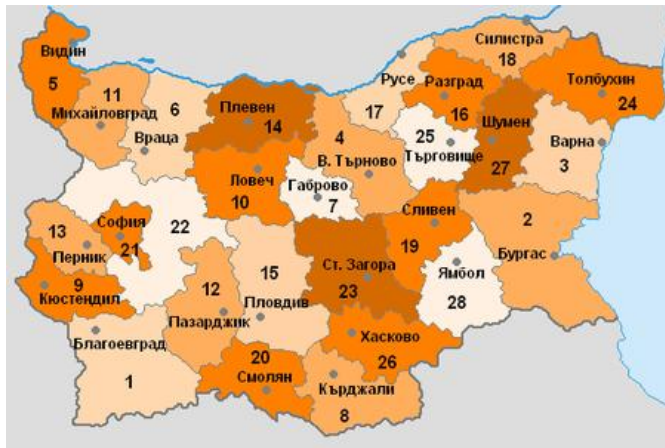 Силистра
18
Видин
5
Русе
17
Разград
16
Толбухин
24
11
Михайловград
6
Враца
Плевен
14
4
В. Търново
25
Търговище
Шумен
27
Варна
3
Ловеч
10
Габрово
7
13
Перник
София
21
22
Сливен
19
2
Бургас
9
Кюстендил
12
Пазарджик
15
Пловдив
Ст. Загора
23
Ямбол
28
Благоевград
1
20
Смолян
Хасково
26
Кърджали
8